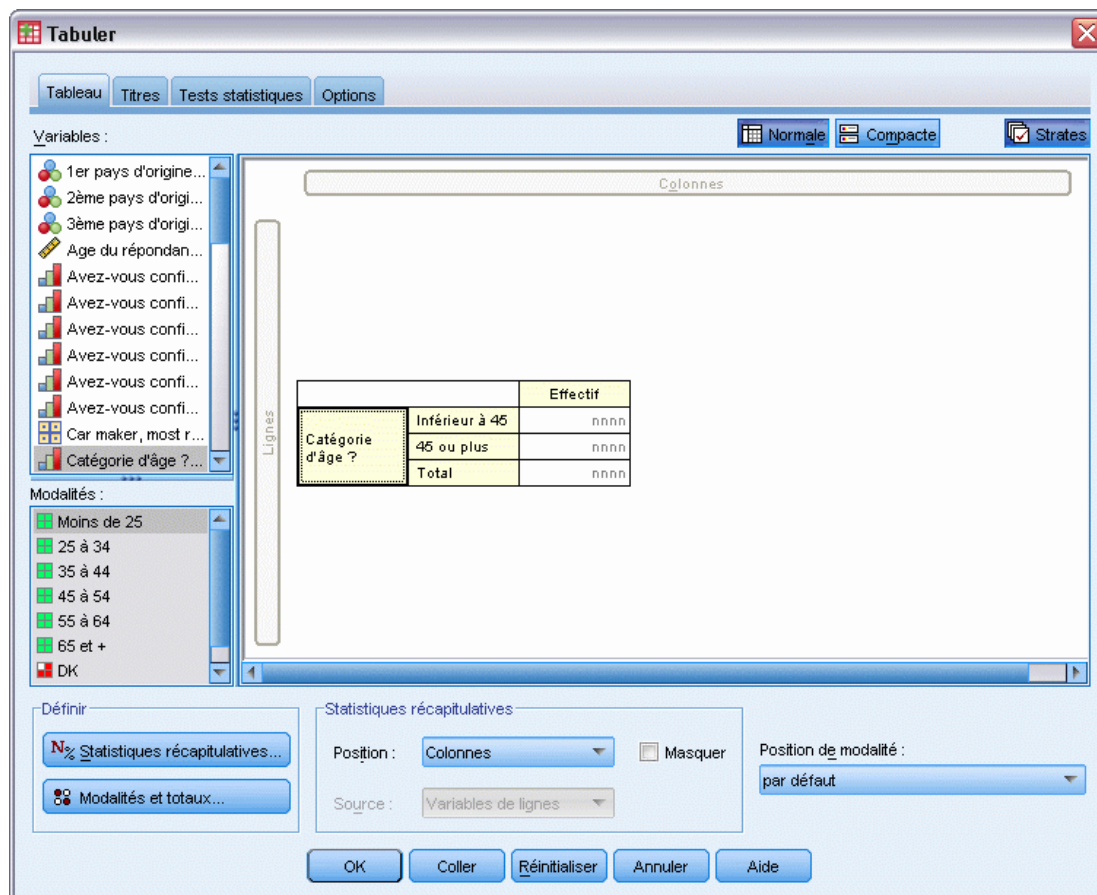 Tabuler
Tableau Titres Tests statistiques Options
Variables :
Normale Compacte Strates
1er pays d'origine...
2ème pays d'origi...
3ème pays d'origi...
Age du répondan...
Avez-vous confi...
Avez-vous confi...
Avez-vous confi...
Avez-vous confi...
Avez-vous confi...
Avez-vous confi...
Car maker, most r...
Catégorie d'âge ?...
Colonnes
Lignes
Effectif
Catégorie d'âge ?
Inférieur à 45 nnnn
45 ou plus nnnn
Total nnnn
Modalités :
Moins de 25
25 à 34
35 à 44
45 à 54
55 à 64
65 et +
DK
Définir
N% Statistiques récapitulatives...
Modalités et totaux...
Statistiques récapitulatives
Position : Colonnes Masquer
Source : Variables de lignes
Position de modalité :
par défaut
OK Coller Réinitialiser Annuler Aide